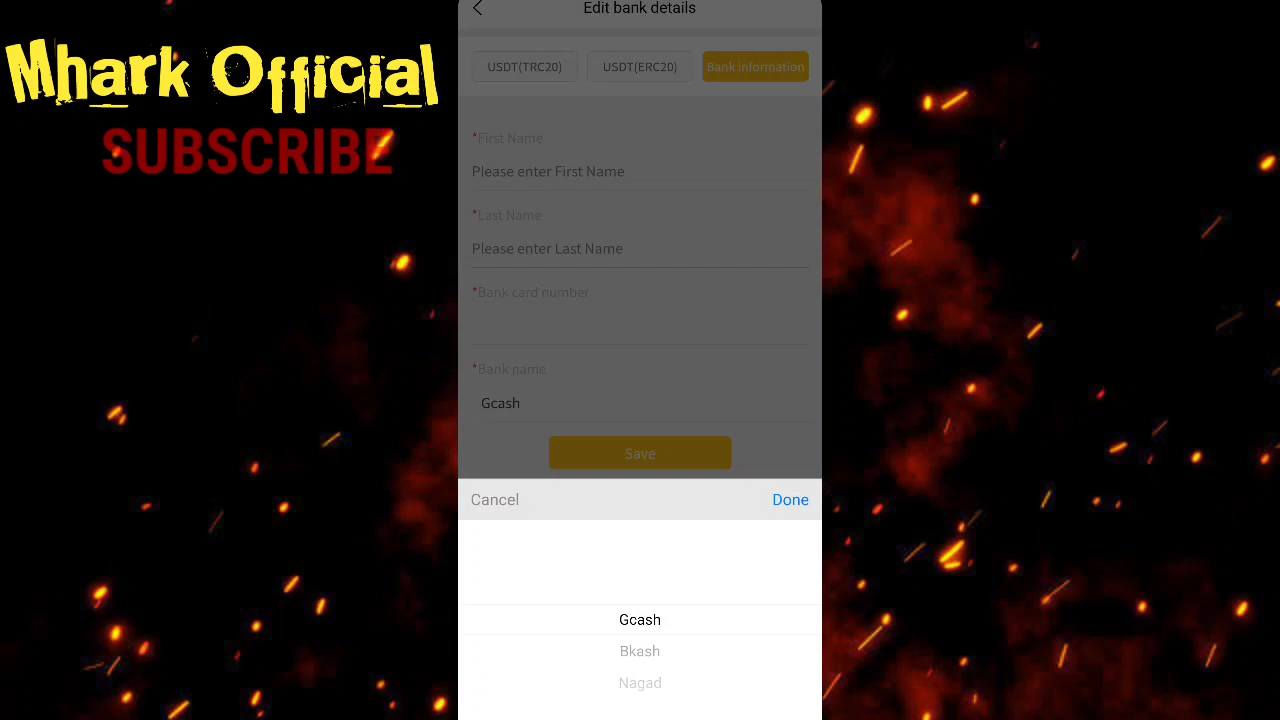 Mhark Official
SUBSCRIBE
Edit bank details
USDT(TRC20)
USDT(ERC20)
Bank information
*First Name
Please enter First Name
*Last Name
Please enter Last Name
*Bank card number
*Bank name
Gcash
Save
Cancel
Done
Gcash
Bkash
Nagad